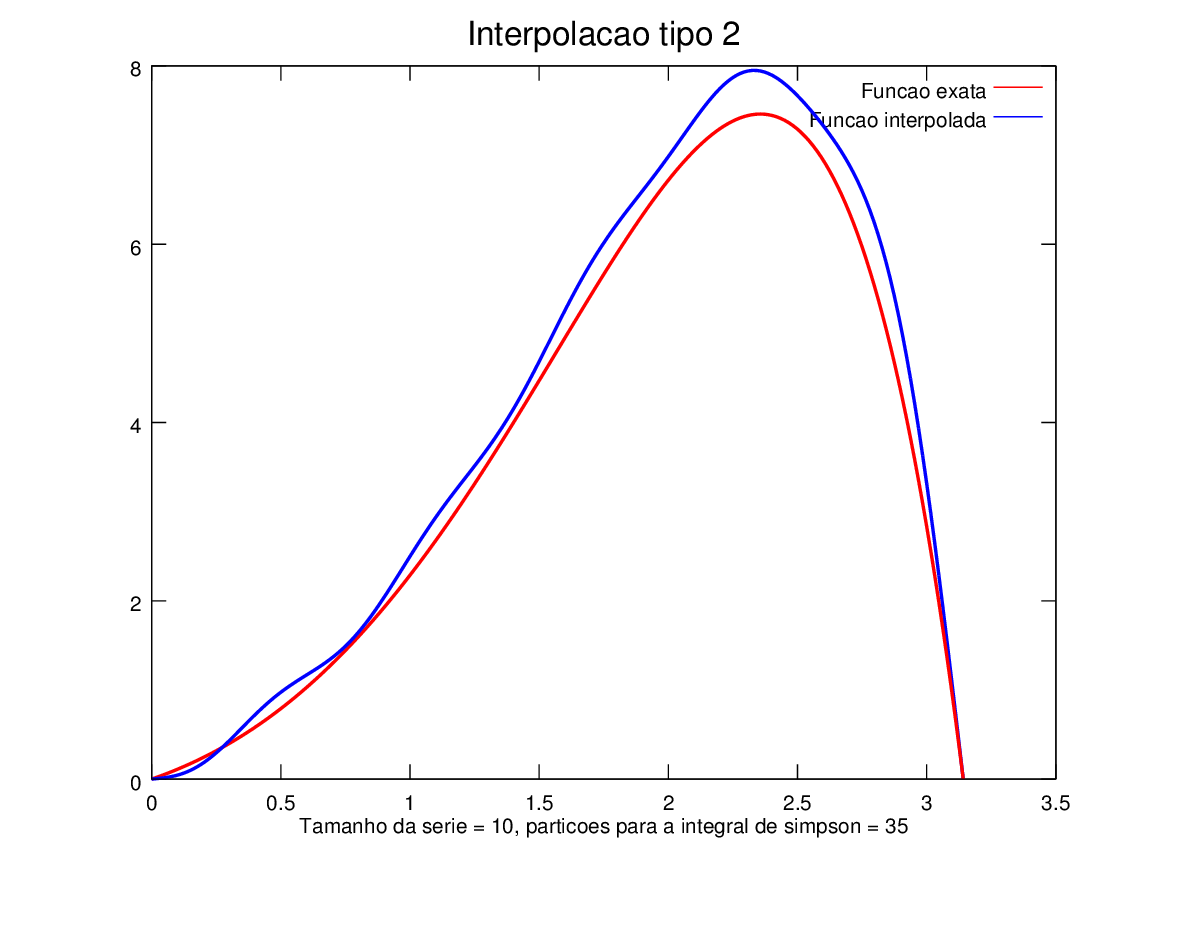 Interpolacao tipo 2
8
Funcao exata
Funcao interpolada
6
4
2
0
0 0.5 1 1.5 2 2.5 3 3.5
Tamanho da serie = 10, particoes para a integral de simpson = 35